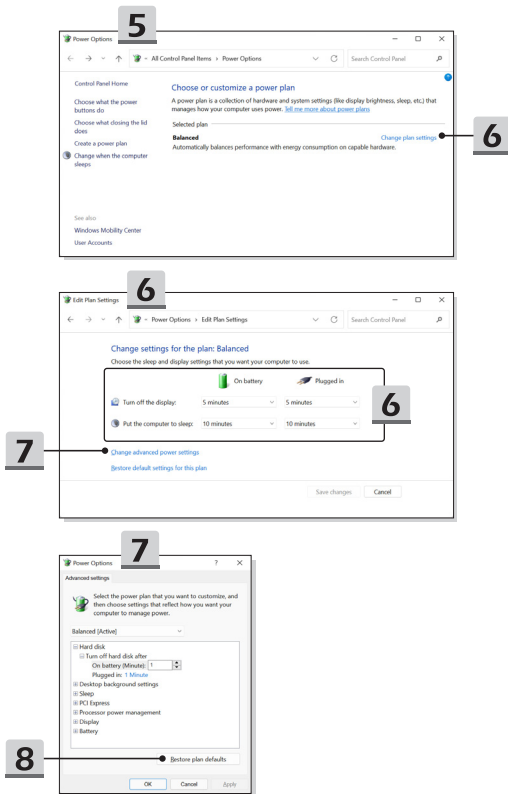 5
Power Options
All Control Panel Items > Power Options
Search Control Panel
Control Panel Home
Choose what the power
buttons do
Choose what closing the lid
does
Create a power plan
Change when the computer
sleeps
See also
Windows Mobility Center
User Accounts
Choose or customize a power plan
A power plan is a collection of hardware and system settings (like display brightness, sleep, etc.) that
manages how your computer uses power. Tell me more about power plans
Selected plan
Balanced
Change plan settings
Automatically balances performance with energy consumption on capable hardware.
6
6
Edit Plan Settings
Power Options > Edit Plan Settings
Search Control Panel
Change settings for the plan: Balanced
Choose the sleep and display settings that you want your computer to use.
On battery
Plugged in
Turn off the display:
5 minutes
5 minutes
Put the computer to sleep:
10 minutes
10 minutes
6
7
Change advanced power settings
Restore default settings for this plan
Save changes
Cancel
7
Power Options
?
Advanced settings
Select the power plan that you want to customize, and
then choose settings that reflect how you want your
computer to manage power.
Balanced [Active]
Hard disk
Turn off hard disk after
On battery (Minute): 1
Plugged in: 1 Minute
Desktop background settings
Sleep
PCI Express
Processor power management
Display
Battery
8
Restore plan defaults
OK
Cancel
Apply